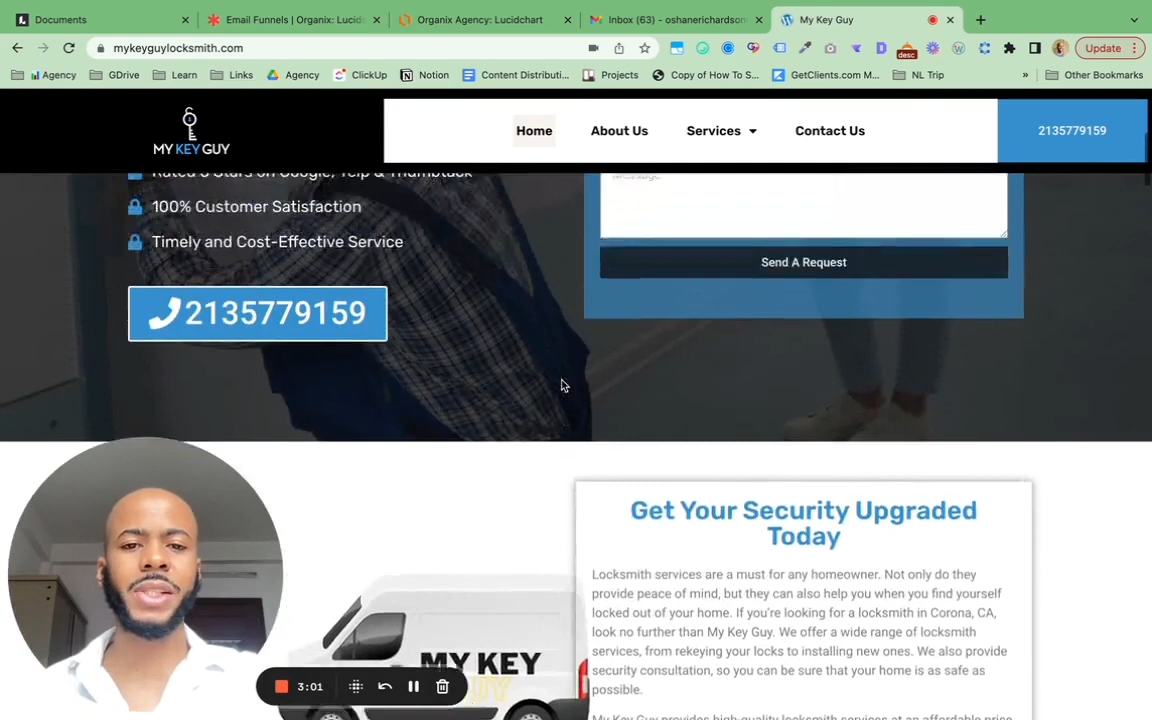 Documents
Email Funnels | Organix: Lucids
Organix Agency: Lucidchart
Inbox (63) - oshanerichardson
My Key Guy
mykeyguylocksmith.com
desc
Update
Agency
GDrive
Learn
Links
Agency
ClickUp
Notion
Content Distributi...
Projects
Copy of How To S...
GetClients.com M...
NL Trip
»
Other Bookmarks
MY KEY GUY
Home
About Us
Services
Contact Us
2135779159
Rated 5 Stars on Google, Yelp & Thumbtack
100% Customer Satisfaction
Timely and Cost-Effective Service
2135779159
Message
Send A Request
Get Your Security Upgraded
Today
Locksmith services are a must for any homeowner. Not only do they
provide peace of mind, but they can also help you when you find yourself
locked out of your home. If you're looking for a locksmith in Corona, CA,
look no further than My Key Guy. We offer a wide range of locksmith
services, from rekeying your locks to installing new ones. We also provide
security consultation, so you can be sure that your home is as safe as
possible.
My Key Guy provides high-quality locksmith services at an affordable price
MY KEY
GUY
3:01